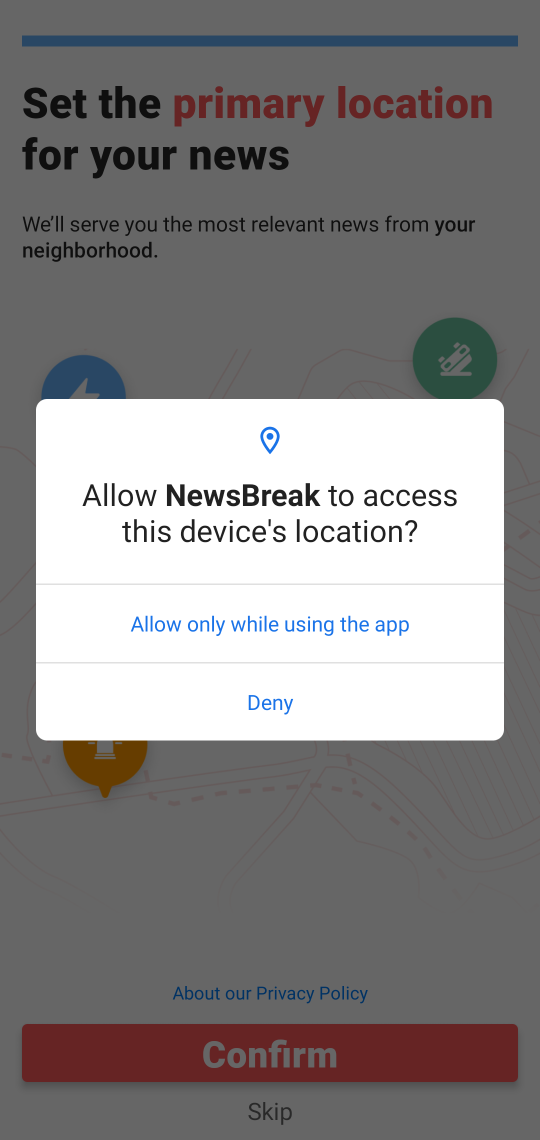 Set the primary location
for your news
We'll serve you the most relevant news from your
neighborhood.
Allow NewsBreak to access
this device's location?
Allow only while using the app
Deny
About our Privacy Policy
Confirm
Skip